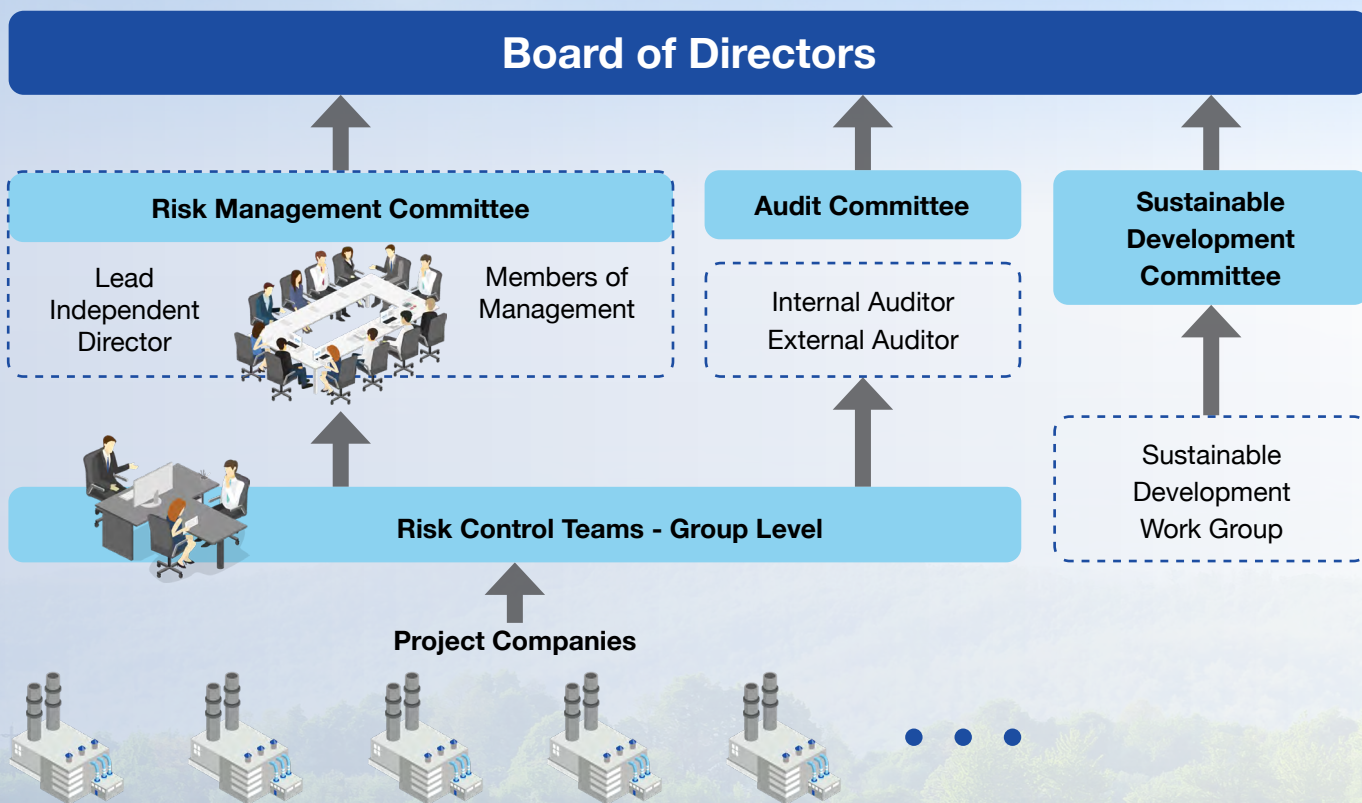 Board of Directors
Risk Management Committee
Lead
Independent
Director
Members of
Management
Audit Committee
Internal Auditor
External Auditor
Sustainable
Development
Committee
Sustainable
Development
Work Group
Risk Control Teams - Group Level
Project Companies